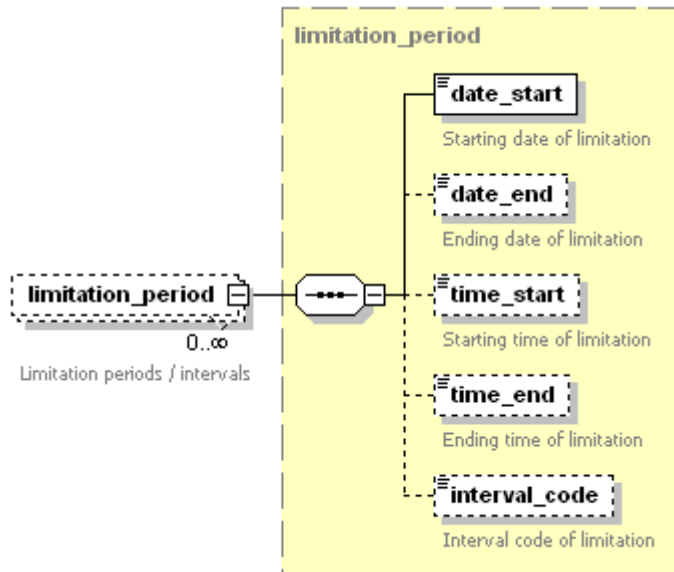 limitation_period
date_start
Starting date of limitation
date_end
Ending date of limitation
limitation_period
0..∞
Limitation periods / intervals
time_start
Starting time of limitation
time_end
Ending time of limitation
interval_code
Interval code of limitation